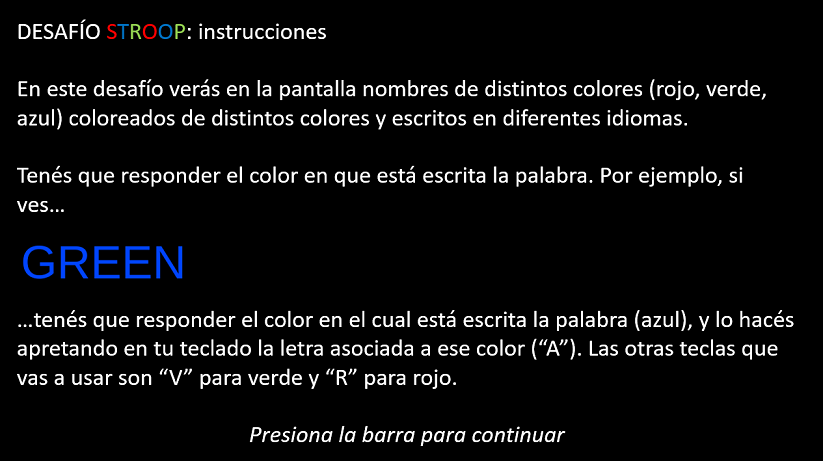 DESAFÍO STROOP: instrucciones
En este desafío verás en la pantalla nombres de distintos colores (rojo, verde,
azul) coloreados de distintos colores y escritos en diferentes idiomas.
Tenés que responder el color en que está escrita la palabra. Por ejemplo, si
ves…
GREEN
…tenés que responder el color en el cual está escrita la palabra (azul), y lo hacés
apretando en tu teclado la letra asociada a ese color (“A”). Las otras teclas que
vas a usar son “V” para verde y “R” para rojo.
Presiona la barra para continuar